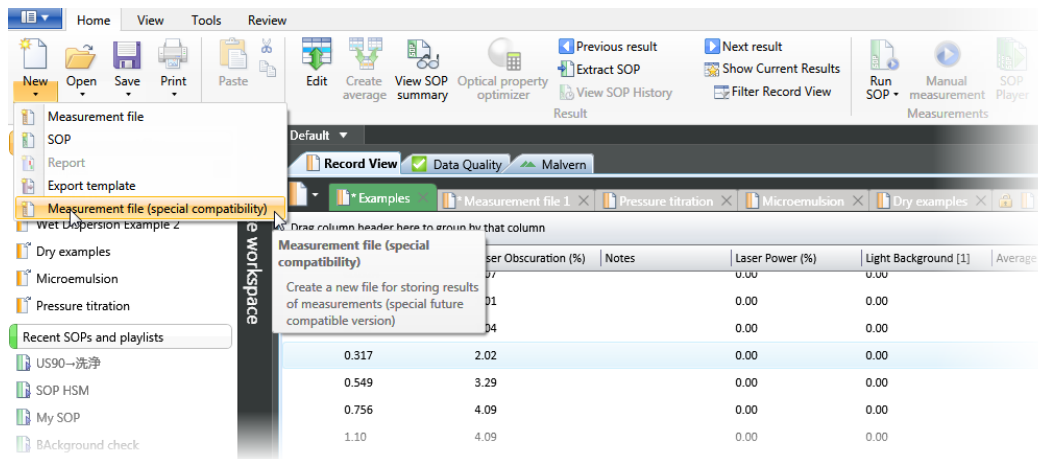 Home View Tools Review
New Open Save Print Paste
Edit Create average View SOP summary Optical property optimizer
Previous result
Extract SOP
View SOP History
Next result
Show Current Results
Filter Record View
Result
Run SOP Manual measurement SOP Player
Measurements
Measurement file
SOP
Report
Export template
Measurement file (special compatibility)
Wet Dispersion Example 2
Dry examples
Microemulsion
Pressure titration
Recent SOPs and playlists
US90→洗浄
SOP HSM
My SOP
BAckground check
e workspace
Default
Record View Data Quality Malvern
* Examples * Measurement file 1 Pressure titration Microemulsion Dry examples
Drag column header here to group by that column
Measurement file (special
compatibility)
Create a new file for storing results
of measurements (special future
compatible version)
ser Obscuration (%) Notes Laser Power (%) Light Background [1] Average
07 0.00 0.00
01 0.00 0.00
04 0.00 0.00
0.317 2.02 0.00 0.00
0.549 3.29 0.00 0.00
0.756 4.09 0.00 0.00
1.10 4.09 0.00 0.00